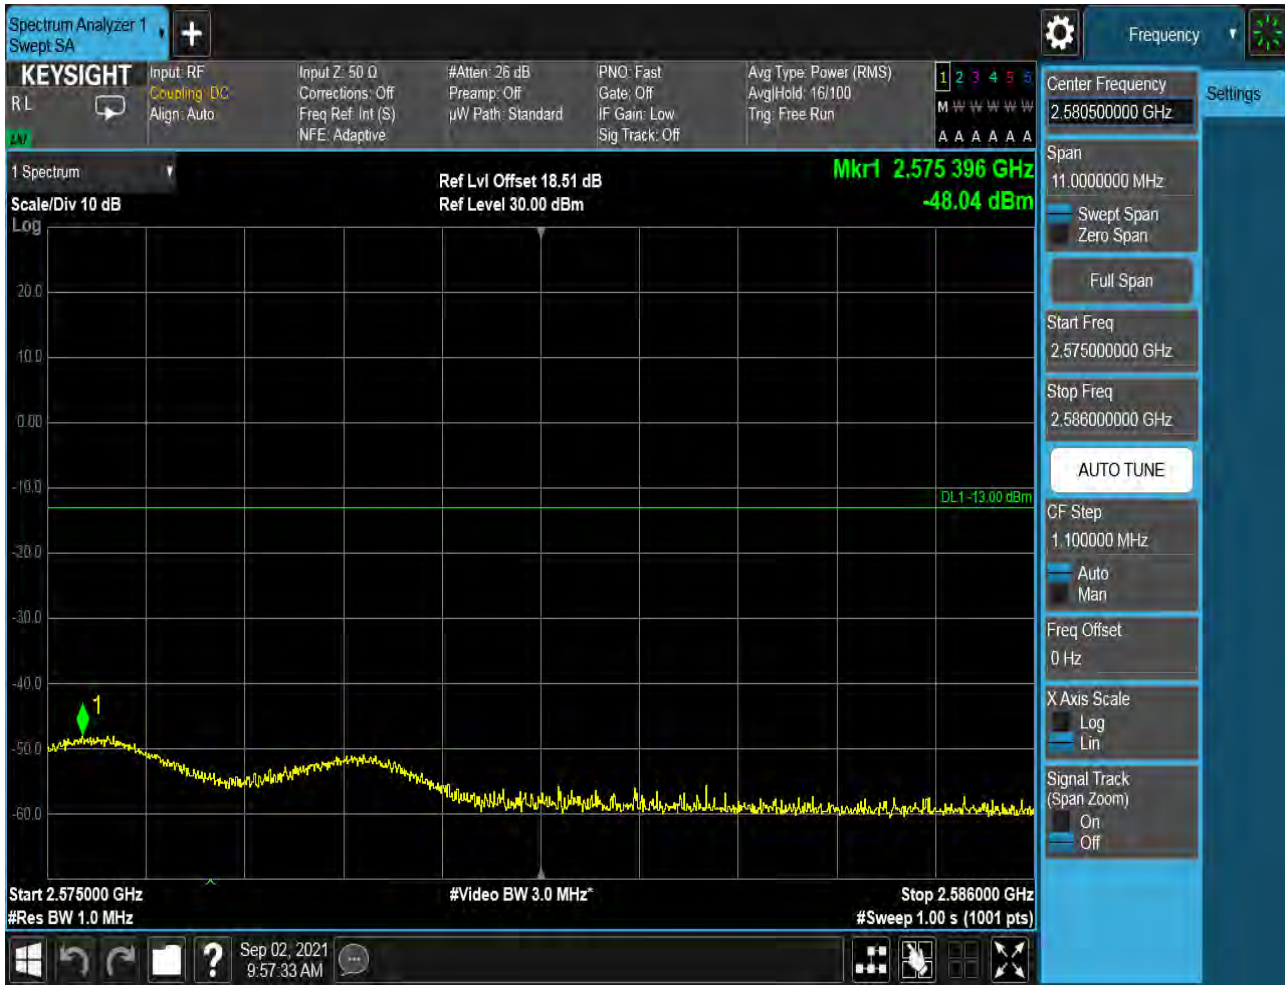 Spectrum Analyzer 1
Swept SA
Frequency
KEYSIGHT
R L
LNI
Input: RF
Coupling: DC
Align: Auto
Input Z: 50 Ω
Corrections: Off
Freq Ref: Int (S)
NFE: Adaptive
#Atten: 26 dB
Preamp: Off
µW Path: Standard
PNO: Fast
Gate: Off
IF Gain: Low
Sig Track: Off
Avg Type: Power (RMS)
Avg|Hold: 16/100
Trig: Free Run
1 2 3 4 5 6
M W W W W W
A A A A A A
1 Spectrum
Scale/Div 10 dB
Log
Ref Lvl Offset 18.51 dB
Ref Level 30.00 dBm
Mkr1 2.575 396 GHz
-48.04 dBm
20.0
10.0
0.00
-10.0
DL1 -13.00 dBm
-20.0
-30.0
-40.0
1
-50.0
-60.0
Start 2.575000 GHz
#Res BW 1.0 MHz
#Video BW 3.0 MHz*
Stop 2.586000 GHz
#Sweep 1.00 s (1001 pts)
Center Frequency
2.580500000 GHz
Settings
Span
11.0000000 MHz
Swept Span
Zero Span
Full Span
Start Freq
2.575000000 GHz
Stop Freq
2.586000000 GHz
AUTO TUNE
CF Step
1.100000 MHz
Auto
Man
Freq Offset
0 Hz
X Axis Scale
Log
Lin
Signal Track
(Span Zoom)
On
Off
?
Sep 02, 2021
9:57:33 AM